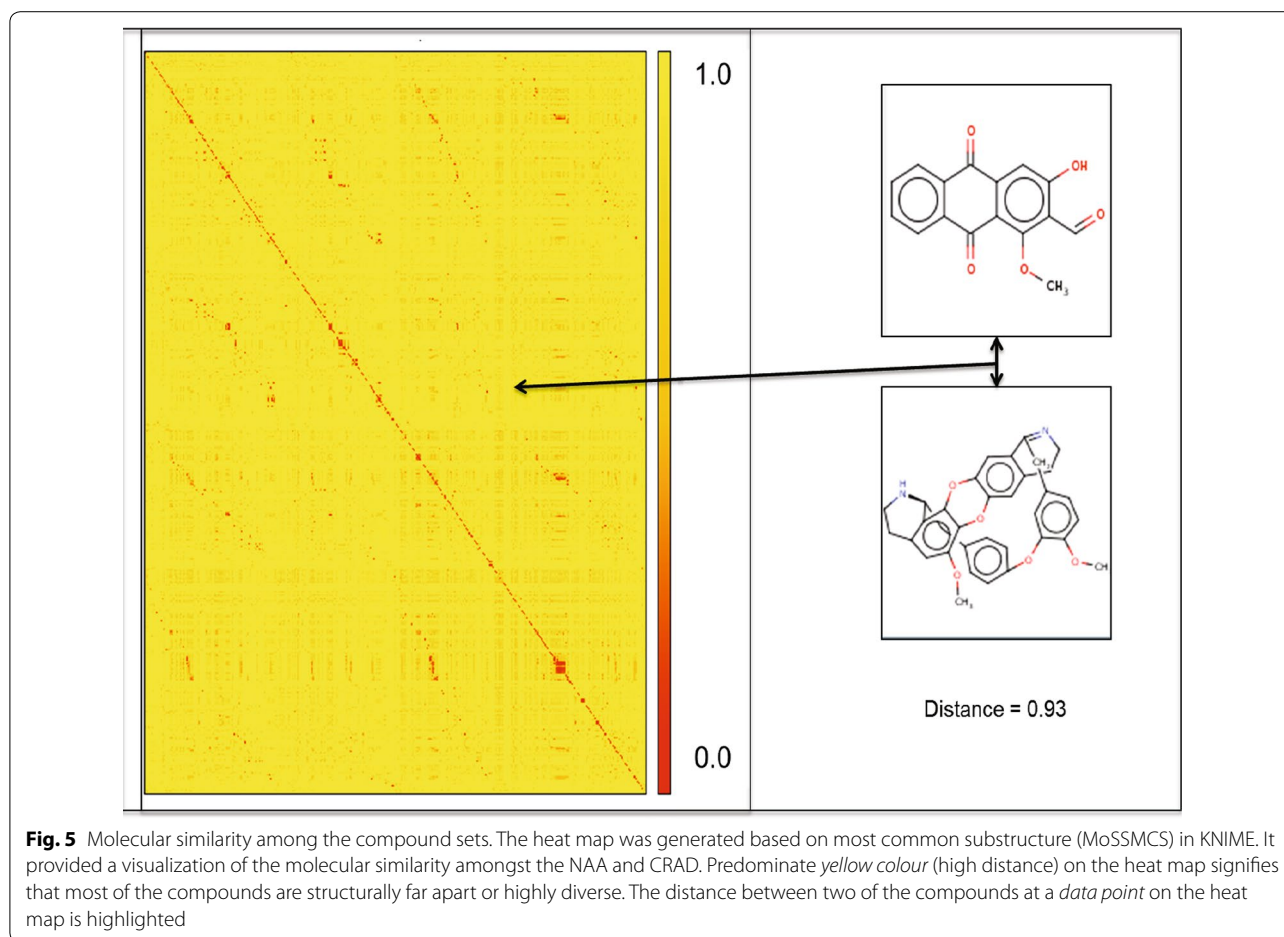 1.0
0.0
O
OH
O
O
O
CH3
N
CH3
H
N
O
O
O
O
CH
O
CH3
Distance = 0.93
Fig. 5 Molecular similarity among the compound sets. The heat map was generated based on most common substructure (MoSSMCS) in KNIME. It
provided a visualization of the molecular similarity amongst the NAA and CRAD. Predominate yellow colour (high distance) on the heat map signifies
that most of the compounds are structurally far apart or highly diverse. The distance between two of the compounds at a data point on the heat
map is highlighted